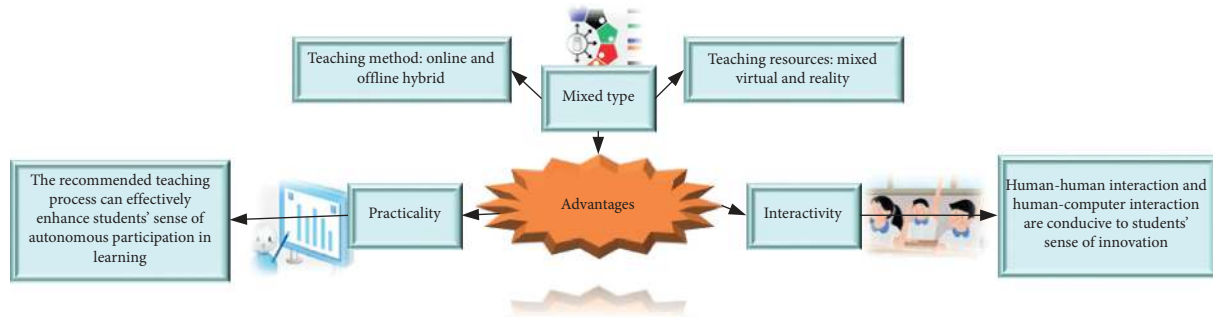 Teaching method: online and
offline hybrid
Teaching resources: mixed
virtual and reality
Mixed type
The recommended teaching
process can effectively
enhance students’ sense of
autonomous participation in
learning
Practicality
Advantages
Interactivity
Human-human interaction and
human-computer interaction
are conducive to students’
sense of innovation